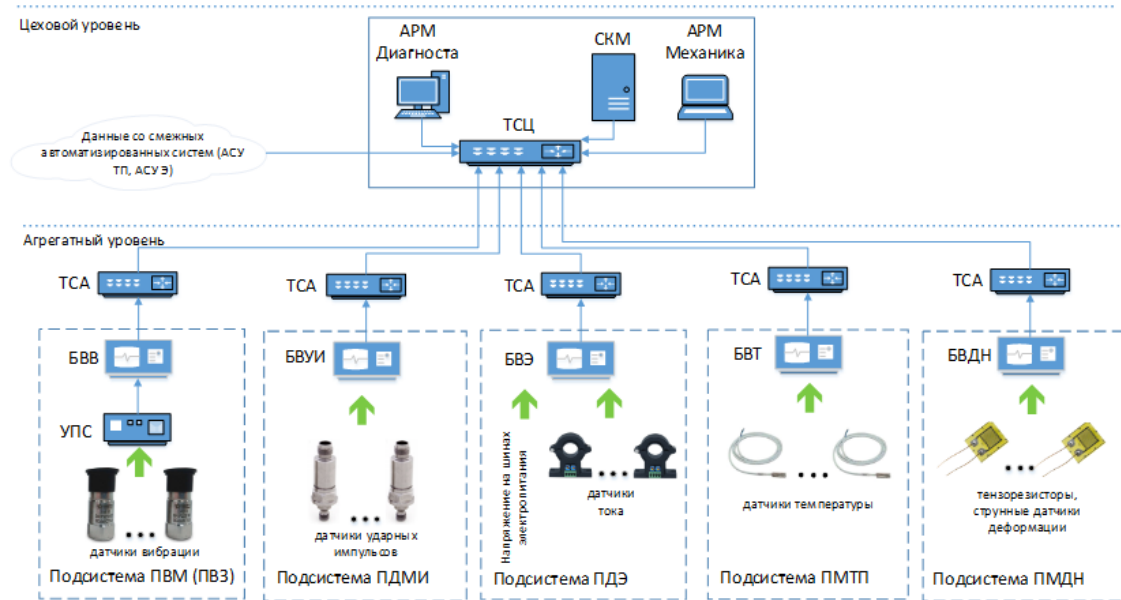 Цеховой уровень
АРМ
Диагноста
СКМ
АРМ
Механика
ТСЦ
Данные со смежных
автоматизированных систем (АСУ
ТП, АСУ Э)
Агрегатный уровень
ТСА
ТСА
ТСА
ТСА
ТСА
БВВ
БВУИ
БВЭ
БВТ
БВДН
УПС
Напряжение на шинах
электропитания
датчики вибрации
датчики ударных
импульсов
датчики
тока
датчики температуры
тензорезисторы,
струнные датчики
деформации
Подсистема ПВМ (ПВЗ)
Подсистема ПДМИ
Подсистема ПДЭ
Подсистема ПМТП
Подсистема ПМДН